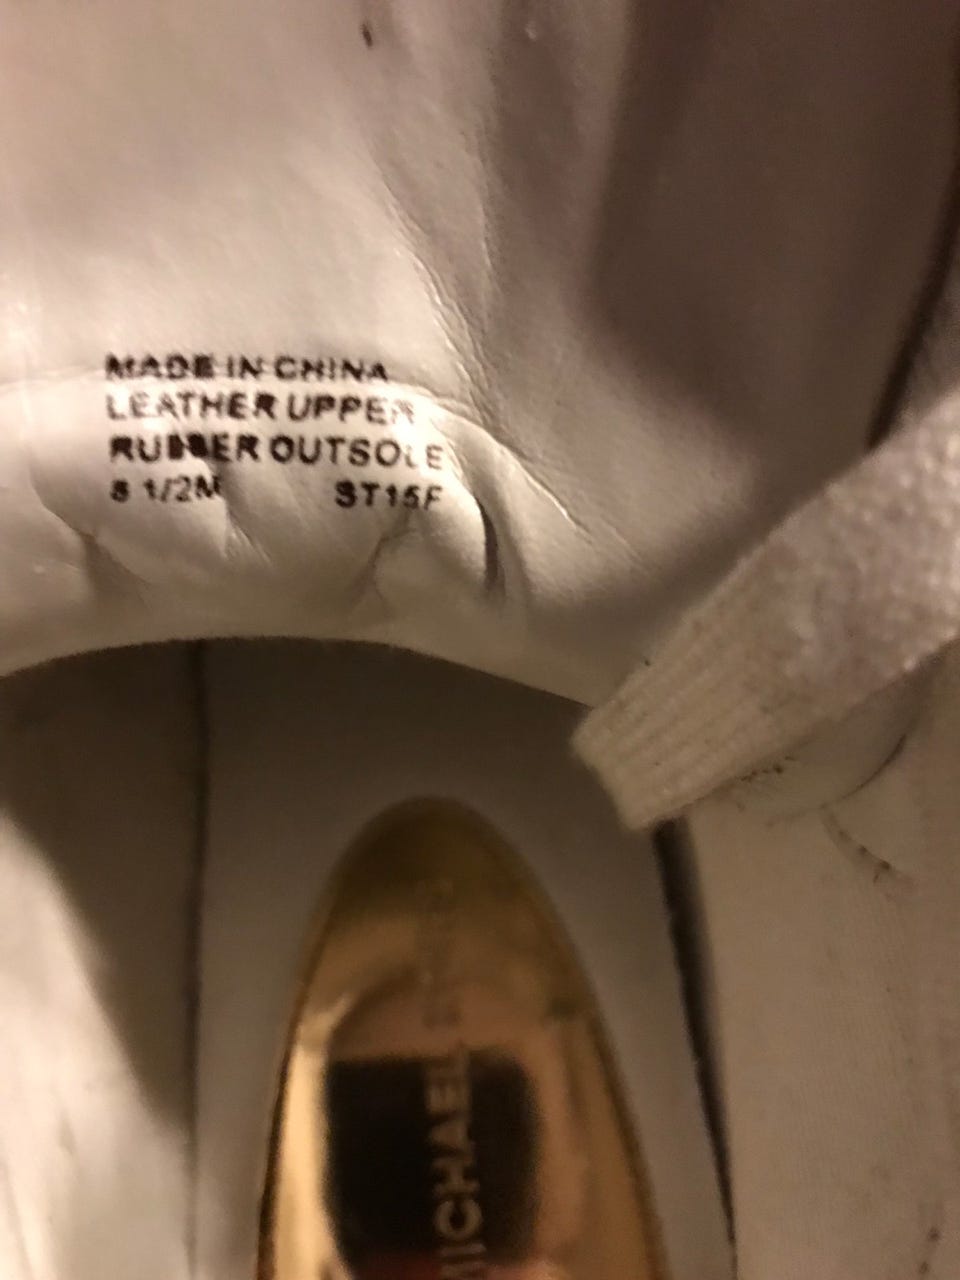 MADE IN CHINA
LEATHER UPPER
RUBBER OUTSOLE
8 1/2M ST15F
MICHAEL